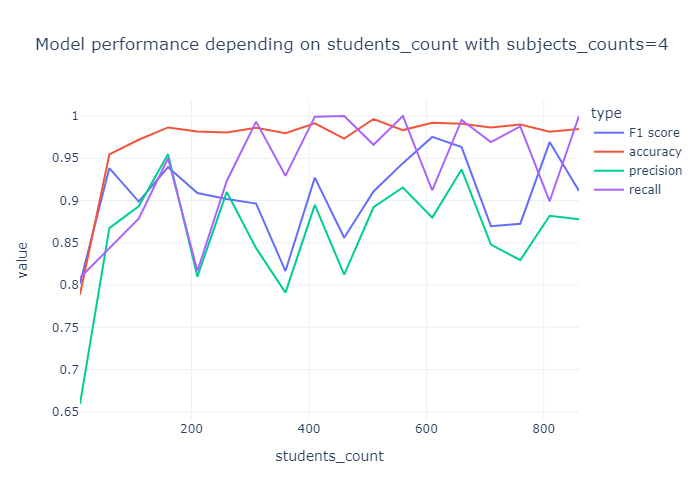 Model performance depending on students_count with subjects_counts=4
type
F1 score
accuracy
precision
recall
value
1
0.95
0.9
0.85
0.8
0.75
0.7
0.65
200
400
600
800
students_count